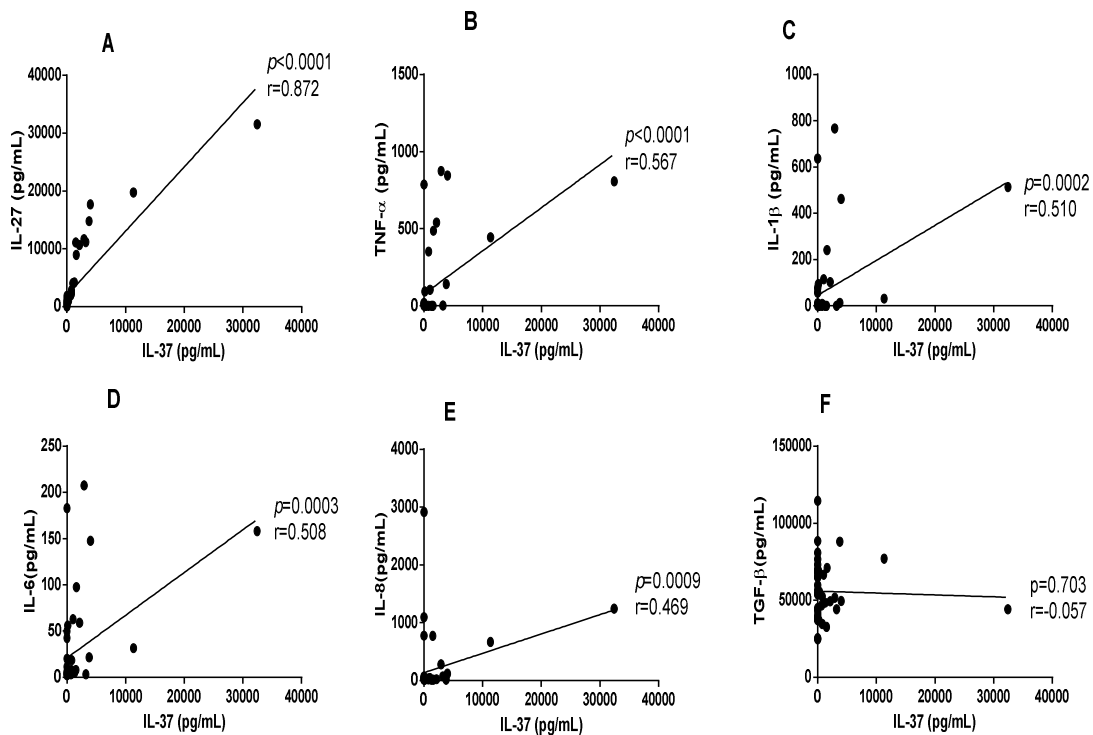 A
p<0.0001
r=0.872
IL-27 (pg/mL)
40000
30000
20000
10000
0
0 10000 20000 30000 40000
IL-37 (pg/mL)
B
p<0.0001
r=0.567
TNF-α (pg/mL)
1500
1000
500
0
0 10000 20000 30000 40000
IL-37 (pg/mL)
C
p=0.0002
r=0.510
IL-1β (pg/mL)
1000
800
600
400
200
0
0 10000 20000 30000 40000
IL-37 (pg/mL)
D
p=0.0003
r=0.508
IL-6(pg/mL)
250
200
150
100
50
0
0 10000 20000 30000 40000
IL-37 (pg/mL)
E
p=0.0009
r=0.469
IL-8(pg/mL)
4000
3000
2000
1000
0
0 10000 20000 30000 40000
IL-37 (pg/mL)
F
p=0.703
r=-0.057
TGF-β(pg/mL)
150000
100000
50000
0
0 10000 20000 30000 40000
IL-37 (pg/mL)